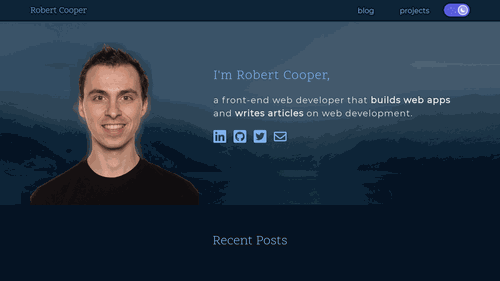 Robert Cooper
blog
projects
I'm Robert Cooper,
a front-end web developer that builds web apps
and writes articles on web development.
Recent Posts